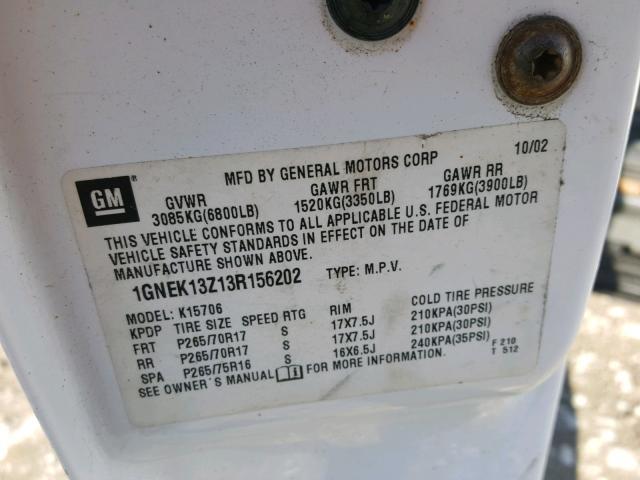 MFD BY GENERAL MOTORS CORP 10/02
GM
GVWR GAWR FRT GAWR RR
3085KG(6800LB) 1520KG(3350LB) 1769KG(3900LB)
THIS VEHICLE CONFORMS TO ALL APPLICABLE U.S. FEDERAL MOTOR
VEHICLE SAFETY STANDARDS IN EFFECT ON THE DATE OF
MANUFACTURE SHOWN ABOVE.
1GNEK13Z13R156202 TYPE: M.P.V.
MODEL: K15706
KPDP TIRE SIZE SPEED RTG RIM COLD TIRE PRESSURE
FRT P265/70R17 S 17X7.5J 210KPA(30PSI)
RR P265/70R17 S 17X7.5J 210KPA(30PSI)
SPA P265/75R16 S 16X6.5J 240KPA(35PSI)
SEE OWNER'S MANUAL FOR MORE INFORMATION.
F 210
T 512